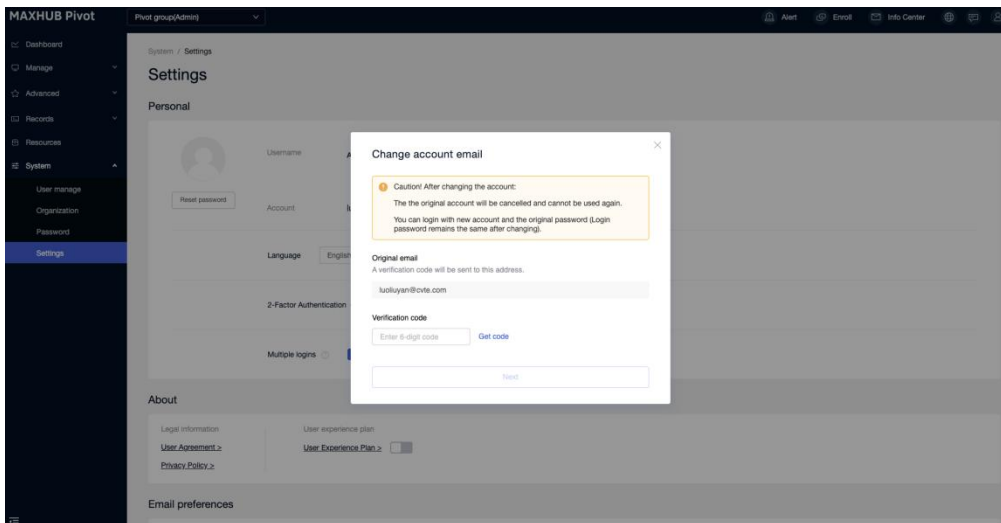 MAXHUB Pivot
Pivot group(Admin)
Alert
Enroll
Info Center
Dashboard
Manage
Advanced
Records
Resources
System
User manage
Organization
Password
Settings
System / Settings
Settings
Personal
Username
A
Reset password
Account
Language
English
2-Factor Authentication
Multiple logins
Change account email
Caution! After changing the account:
The the original account will be cancelled and cannot be used again.
You can login with new account and the original password (Login
password remains the same after changing).
Original email
A verification code will be sent to this address.
luoliuyan@cvte.com
Verification code
Enter 6-digit code
Get code
Next
About
Legal information
User experience plan
User Agreement >
User Experience Plan >
Privacy Policy >
Email preferences